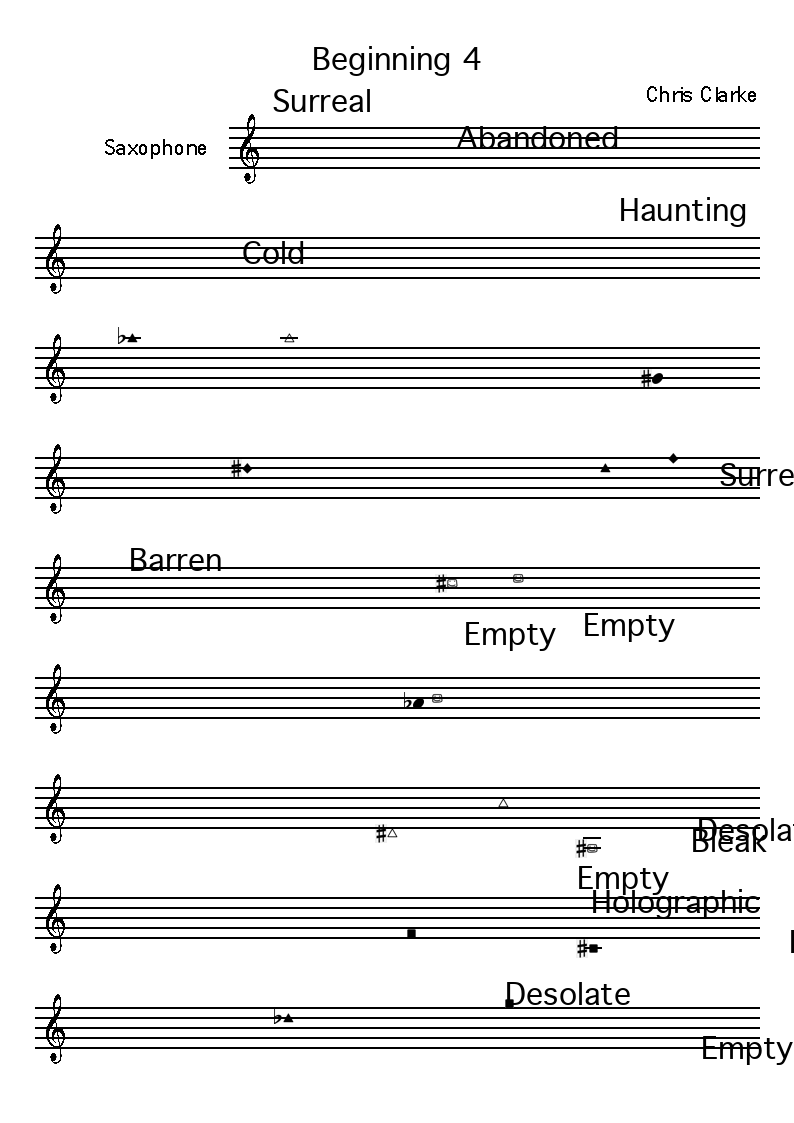 Beginning 4
Chris Clarke
Surreal
Saxophone
Abandoned
Haunting
Cold
Surre
Barren
Empty
Empty
Desola
Bleak
Empty
Holographic
Desolate
Empty